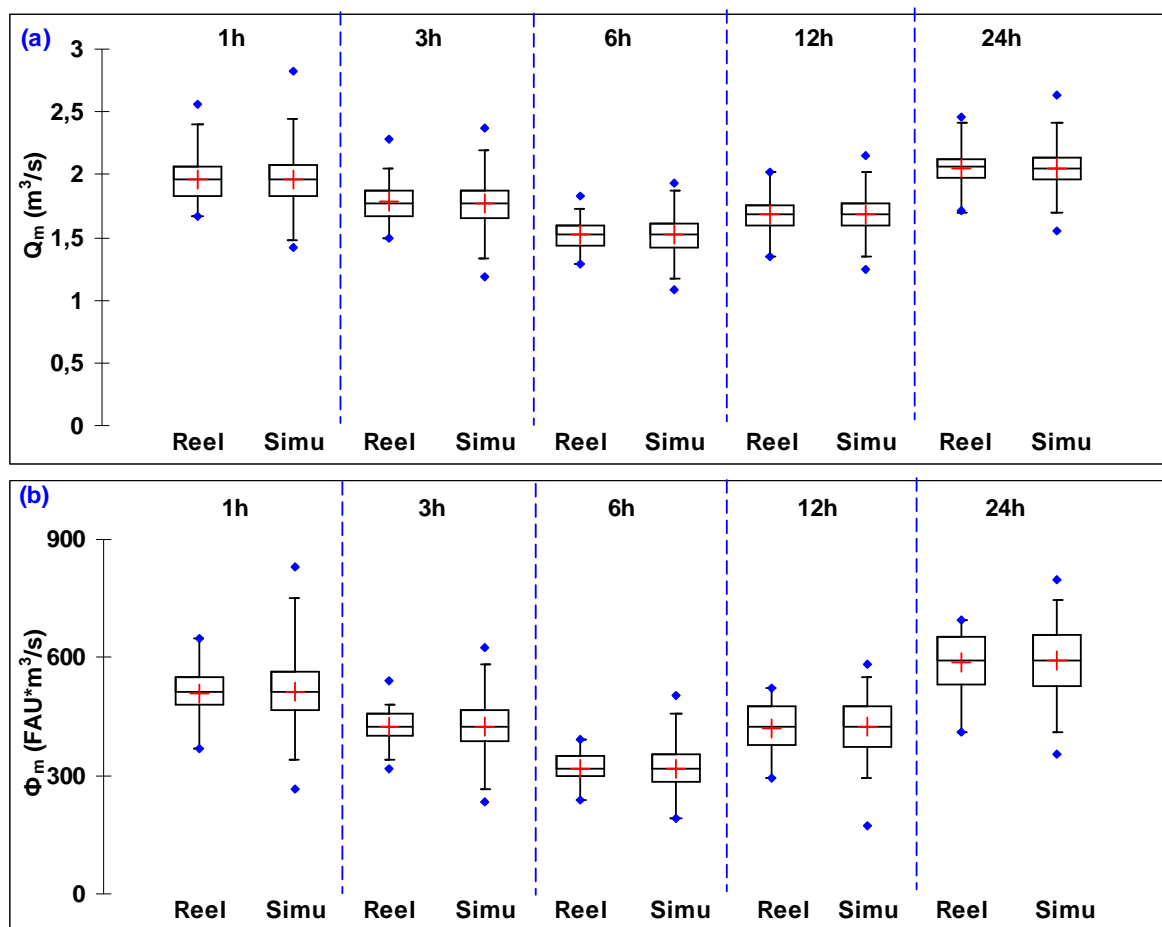 (a)
1h 3h 6h 12h 24h
Qm (m³/s)
3
2,5
2
1,5
1
0,5
0
Reel Simu Reel Simu Reel Simu Reel Simu Reel Simu
(b)
1h 3h 6h 12h 24h
Φm (FAU*m³/s)
900
600
300
0
Reel Simu Reel Simu Reel Simu Reel Simu Reel Simu